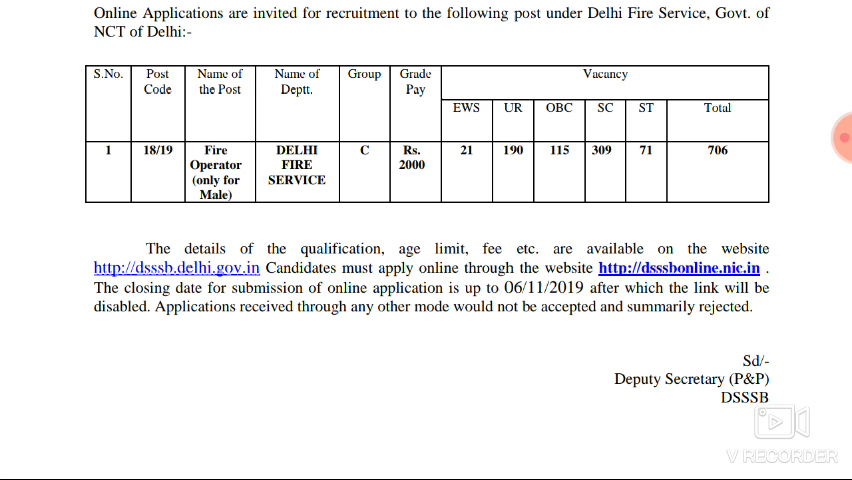 Online Applications are invited for recruitment to the following post under Delhi Fire Service, Govt. of
NCT of Delhi:-
S.No. Post Code Name of the Post Name of Deptt. Group Grade Pay Vacancy
EWS UR OBC SC ST Total
1 18/19 Fire Operator (only for Male) DELHI FIRE SERVICE C Rs. 2000 21 190 115 309 71 706
The details of the qualification, age limit, fee etc. are available on the website
http://dsssb.delhi.gov.in Candidates must apply online through the website http://dsssbonline.nic.in .
The closing date for submission of online application is up to 06/11/2019 after which the link will be
disabled. Applications received through any other mode would not be accepted and summarily rejected.
Sd/-
Deputy Secretary (P&P)
DSSSB
V RECORDER